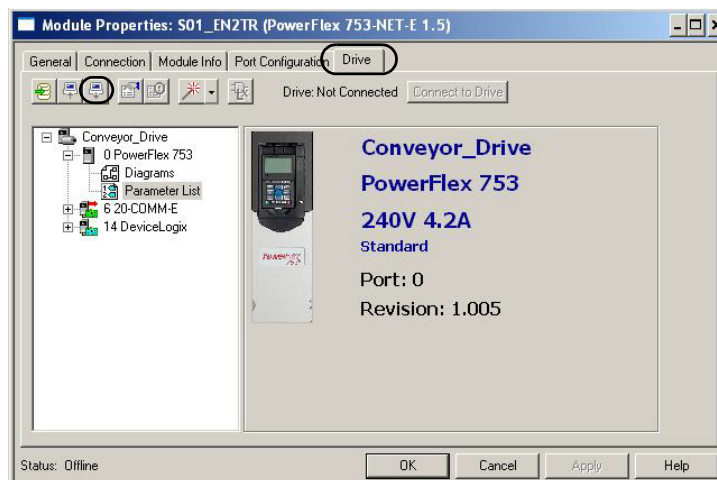 Module Properties: S01_EN2TR (PowerFlex 753-NET-E 1.5)
General Connection Module Info Port Configuration Drive
Drive: Not Connected Connect to Drive
Conveyor_Drive
0 PowerFlex 753
Diagrams
Parameter List
6 20-COMM-E
14 DeviceLogix
PowerFlex
Conveyor_Drive
PowerFlex 753
240V 4.2A
Standard
Port: 0
Revision: 1.005
Status: Offline
OK Cancel Apply Help